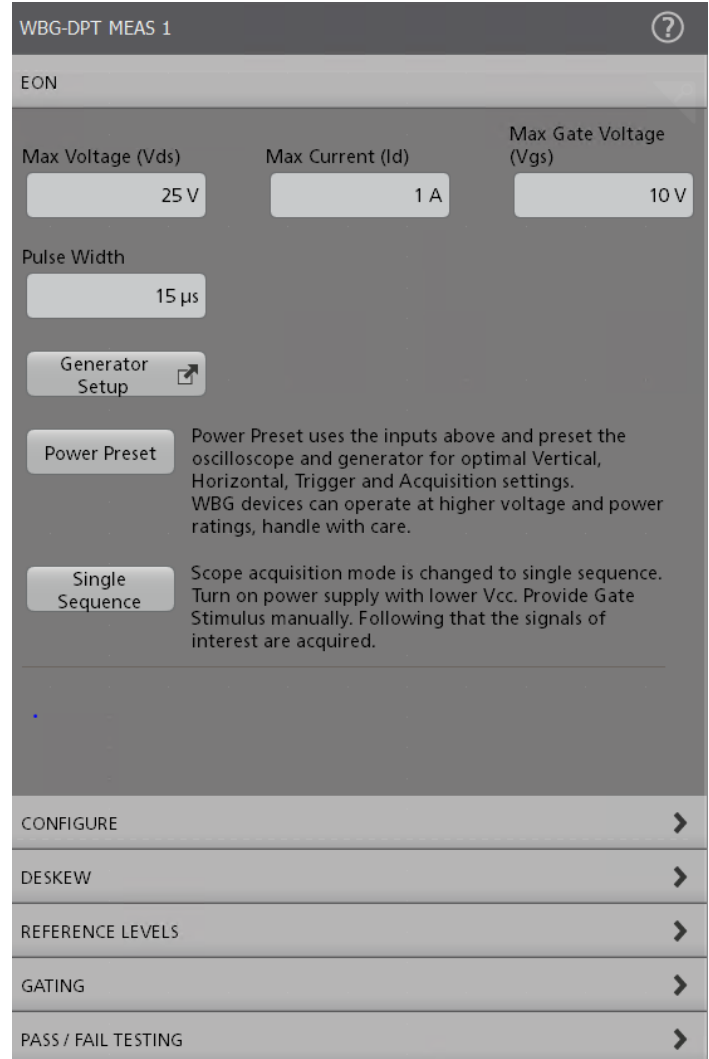 WBG-DPT MEAS 1
?
EON
Max Voltage (Vds)
Max Current (Id)
Max Gate Voltage
(Vgs)
25 V
1 A
10 V
Pulse Width
15 µs
Generator
Setup
Power Preset
Power Preset uses the inputs above and preset the
oscilloscope and generator for optimal Vertical,
Horizontal, Trigger and Acquisition settings.
WBG devices can operate at higher voltage and power
ratings, handle with care.
Single
Sequence
Scope acquisition mode is changed to single sequence.
Turn on power supply with lower Vcc. Provide Gate
Stimulus manually. Following that the signals of
interest are acquired.
CONFIGURE
DESKEW
REFERENCE LEVELS
GATING
PASS / FAIL TESTING